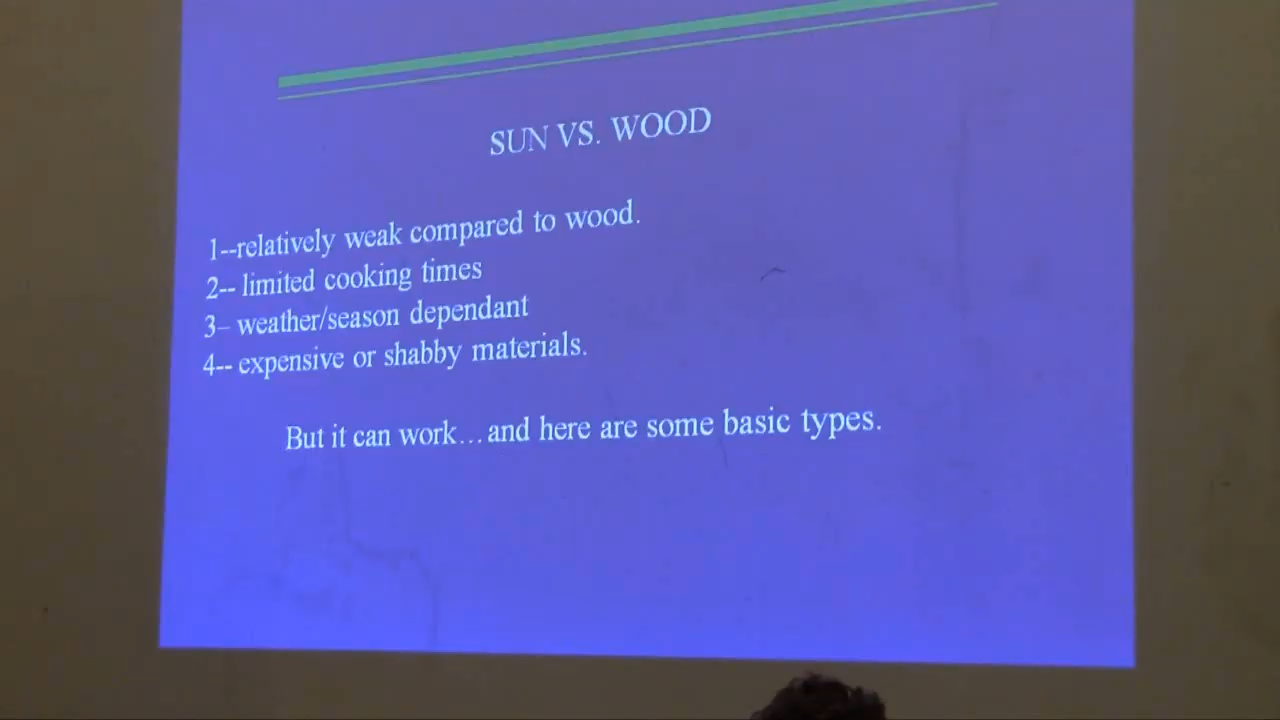 SUN VS. WOOD
1--relatively weak compared to wood.
2-- limited cooking times
3– weather/season dependant
4-- expensive or shabby materials.
But it can work…and here are some basic types.